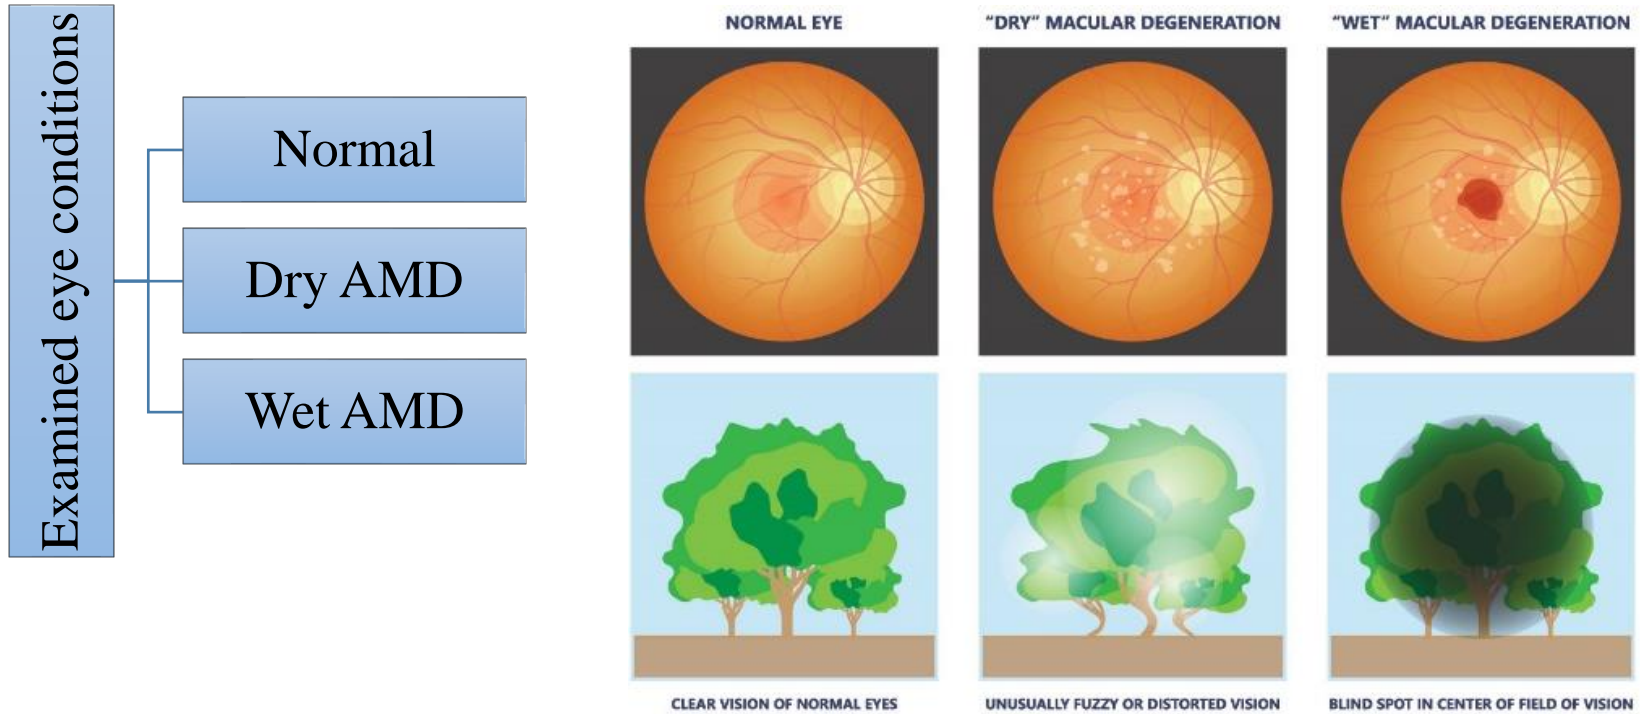 Examined eye conditions
Normal
Dry AMD
Wet AMD
NORMAL EYE
“DRY” MACULAR DEGENERATION
“WET” MACULAR DEGENERATION
CLEAR VISION OF NORMAL EYES
UNUSUALLY FUZZY OR DISTORTED VISION
BLIND SPOT IN CENTER OF FIELD OF VISION